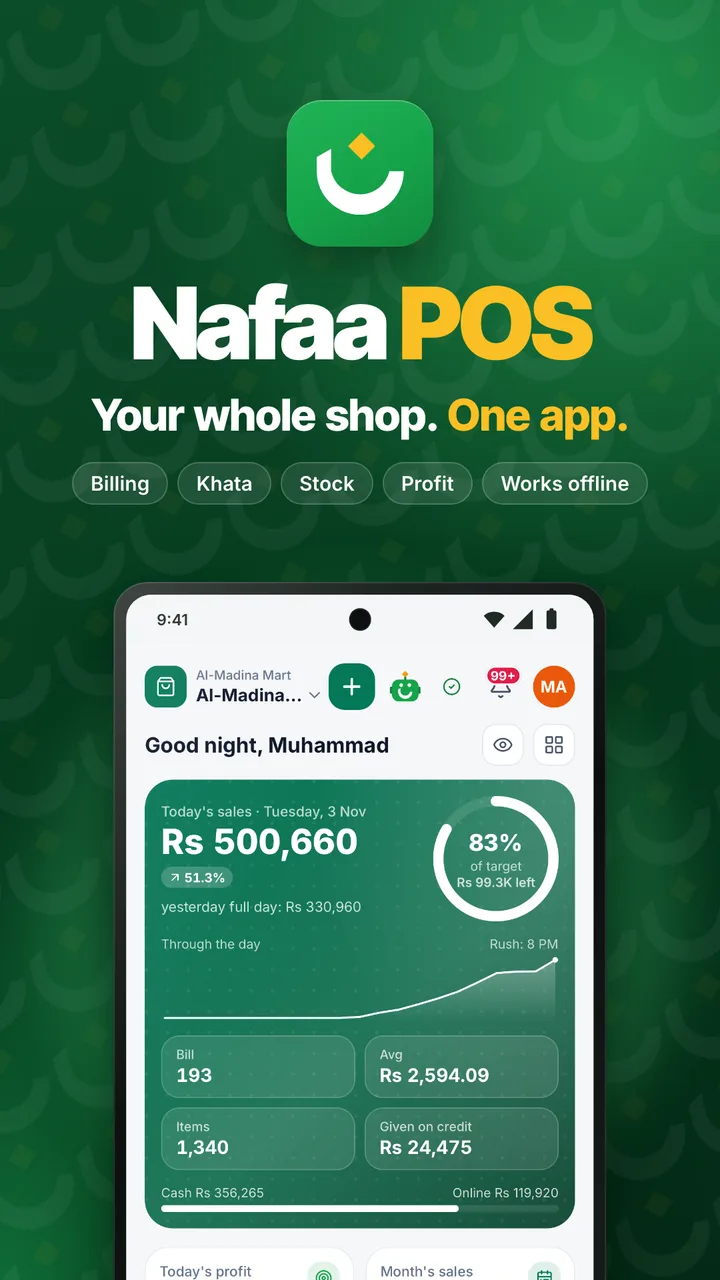 Nafaa POS
Your whole shop. One app.
Billing Khata Stock Profit Works offline
9:41
Al-Madina Mart
Al-Madina...
99+
MA
Good night, Muhammad
Today's sales · Tuesday, 3 Nov
Rs 500,660
51.3%
yesterday full day: Rs 330,960
83%
of target
Rs 99.3K left
Through the day Rush: 8 PM
Bill
193
Avg
Rs 2,594.09
Items
1,340
Given on credit
Rs 24,475
Cash Rs 356,265 Online Rs 119,920
Today's profit Month's sales